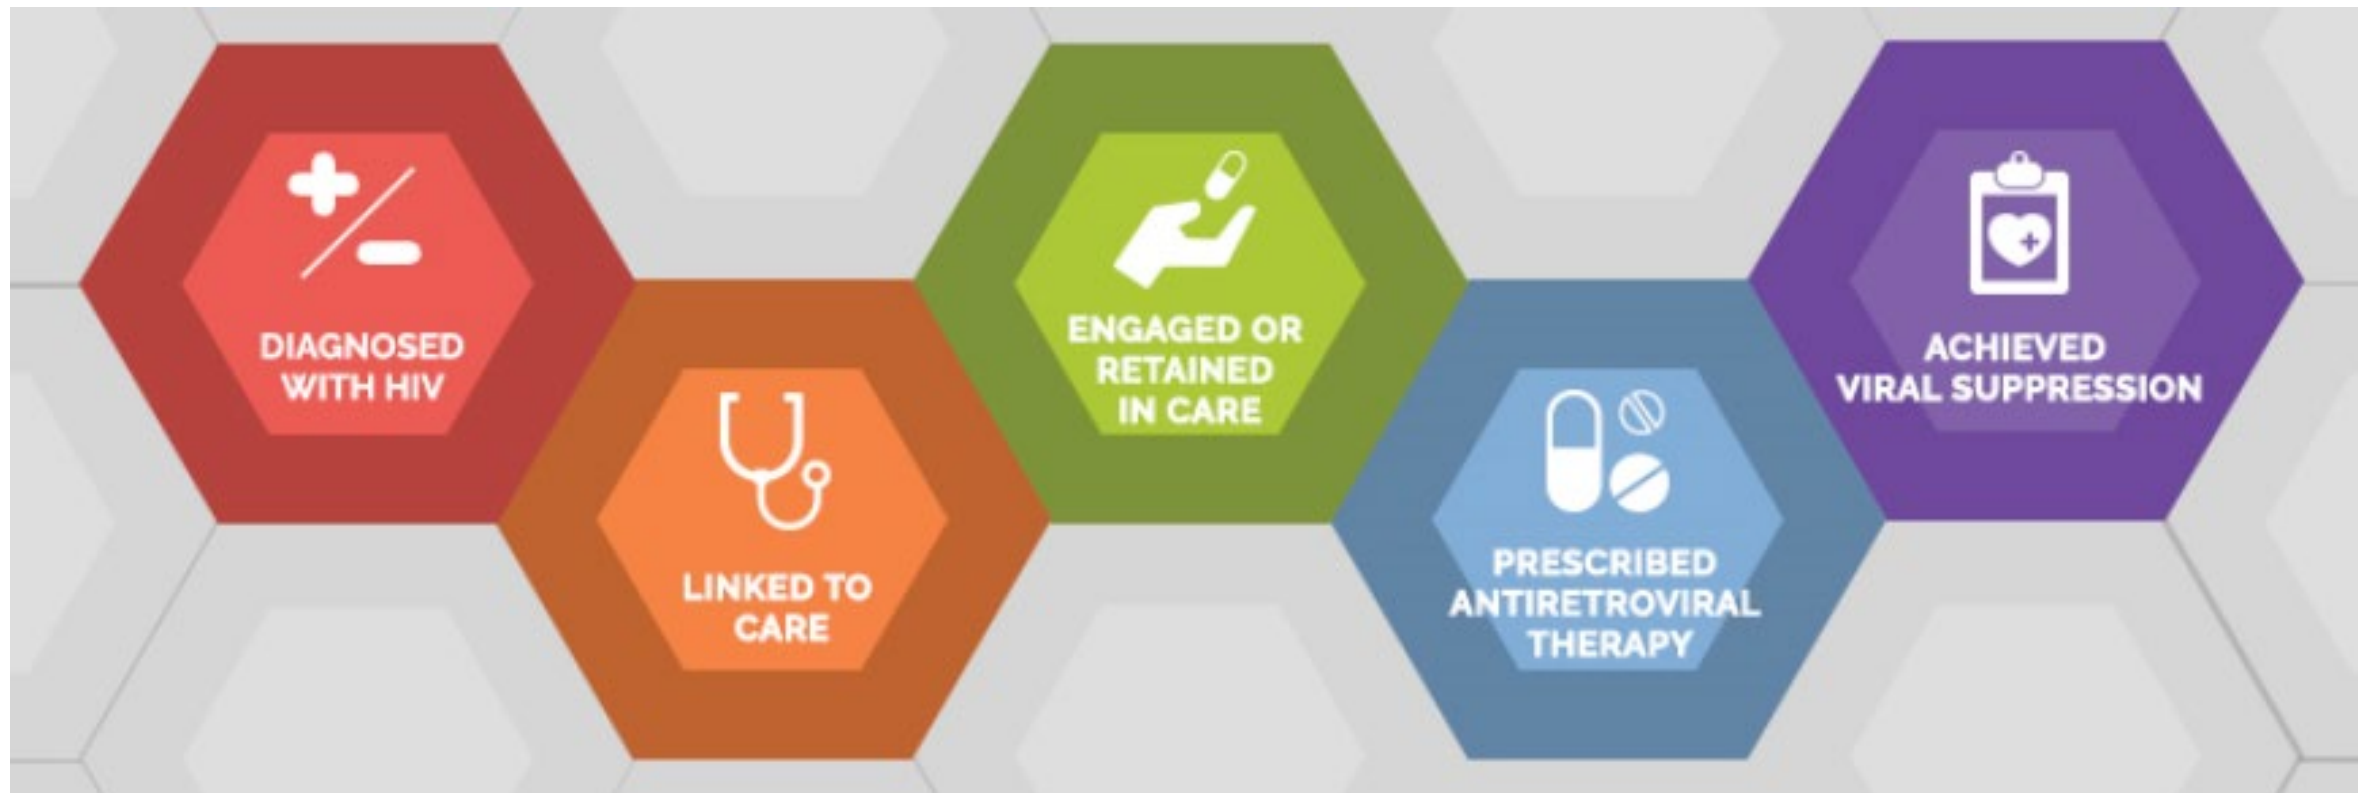 DIAGNOSED
WITH HIV
LINKED TO
CARE
ENGAGED OR
RETAINED
IN CARE
PRESCRIBED
ANTIRETROVIRAL
THERAPY
ACHIEVED
VIRAL SUPPRESSION